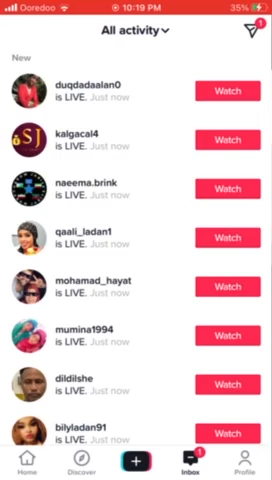 Ooredoo
10:19 PM
35%
All activity
1
New
duqdadaalan0
is LIVE. Just now
Watch
SJ
kalgacal4
is LIVE. Just now
Watch
naeema.brink
is LIVE. Just now
Watch
qaali_ladan1
is LIVE. Just now
Watch
mohamad_hayat
is LIVE. Just now
Watch
mumina1994
is LIVE. Just now
Watch
dildilshe
is LIVE. Just now
Watch
bilyladan91
is LIVE. Just now
Watch
1
Home
Discover
Inbox
Profile